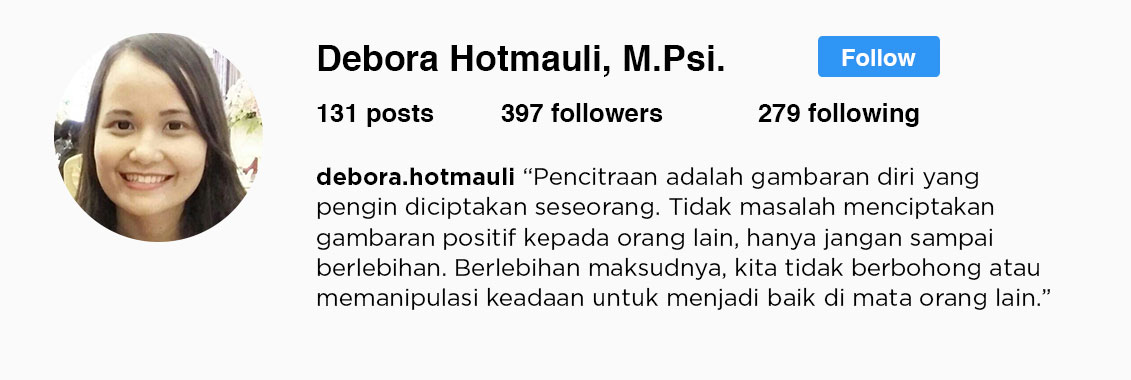 Debora Hotmauli, M.Psi. Follow
131 posts 397 followers 279 following
debora.hotmauli “Pencitraan adalah gambaran diri yang
pengin diciptakan seseorang. Tidak masalah menciptakan
gambaran positif kepada orang lain, hanya jangan sampai
berlebihan. Berlebihan maksudnya, kita tidak berbohong atau
memanipulasi keadaan untuk menjadi baik di mata orang lain.”